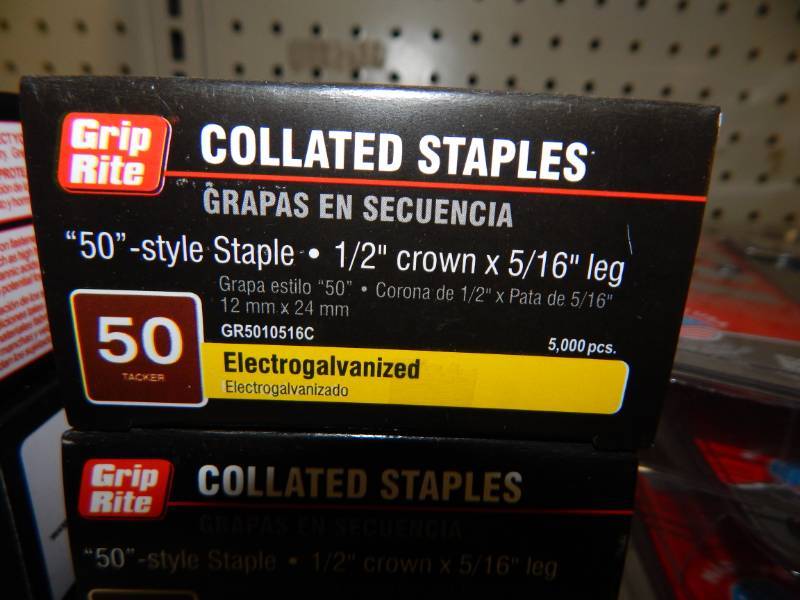 Grip
Rite
COLLATED STAPLES
GRAPAS EN SECUENCIA
“50”-style Staple • 1/2" crown x 5/16" leg
Grapa estilo “50” • Corona de 1/2" x Pata de 5/16"
12 mm x 24 mm
GR5010516C
5,000 pcs.
50
TACKER
Electrogalvanized
Electrogalvanizado
Grip
Rite
COLLATED STAPLES
GRAPAS EN SECUENCIA
“50”-style Staple • 1/2" crown x 5/16" leg